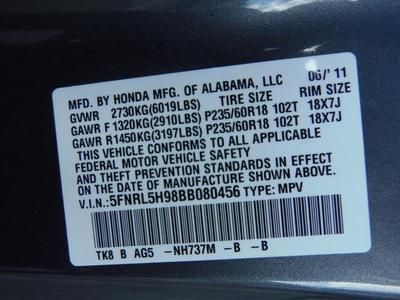 MFD. BY HONDA MFG. OF ALABAMA, LLC 06/'11
GVWR 2730KG(6019LBS) TIRE SIZE RIM SIZE
GAWR F 1320KG(2910LBS) P235/60R18 102T 18X7J
GAWR R1450KG(3197LBS) P235/60R18 102T 18X7J
THIS VEHICLE CONFORMS TO ALL APPLICABLE
FEDERAL MOTOR VEHICLE SAFETY AND THEFT
PREVENTION STANDARDS IN EFFECT ON THE
DATE OF MANUFACTURE SHOWN ABOVE.
V.I.N.: 5FNRL5H98BB080456 TYPE: MPV
TK8 B AG5 -NH737M -B -B